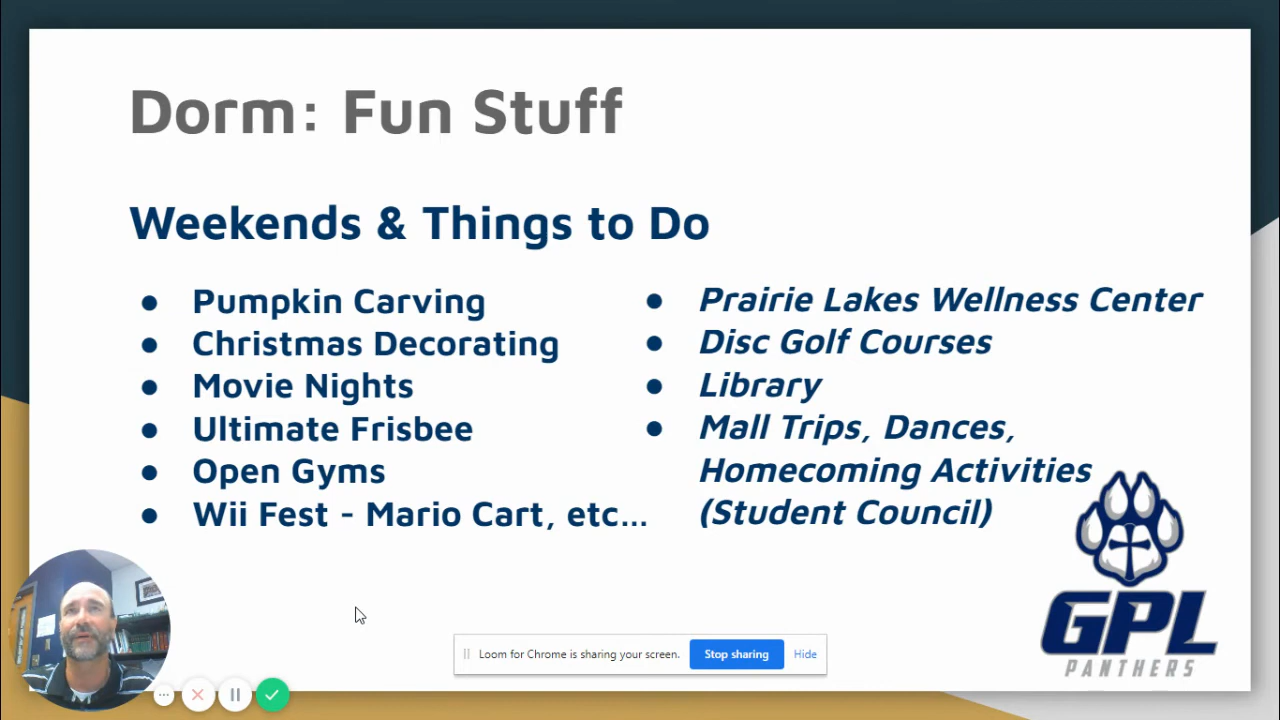 Dorm: Fun Stuff
Weekends & Things to Do
● Pumpkin Carving
● Christmas Decorating
● Movie Nights
● Ultimate Frisbee
● Open Gyms
● Wii Fest - Mario Cart, etc...
● Prairie Lakes Wellness Center
● Disc Golf Courses
● Library
● Mall Trips, Dances,
Homecoming Activities
(Student Council)
GPL
PANTHERS
Loom for Chrome is sharing your screen.
Stop sharing
Hide